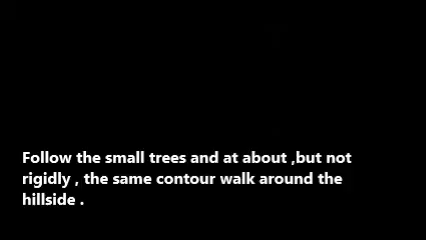 Follow the small trees and at about ,but not
rigidly , the same contour walk around the
hillside .